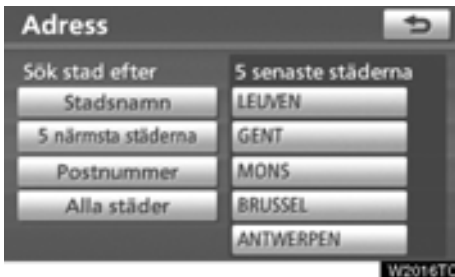 Adress
Sök stad efter
Stadsnamn
5 närmsta städerna
Postnummer
Alla städer
5 senaste städerna
LEUVEN
GENT
MONS
BRUSSEL
ANTWERPEN
W2016TC